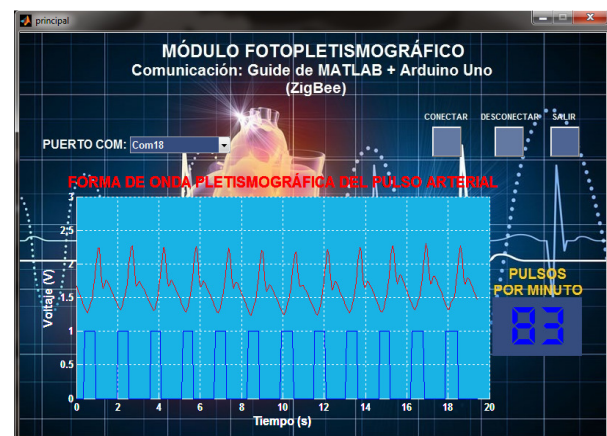 principal
MÓDULO FOTOPLETISMOGRÁFICO
Comunicación: Guide de MATLAB + Arduino Uno
(ZigBee)
CONECTAR DESCONECTAR SALIR
PUERTO COM: Com18
FORMA DE ONDA PLETISMOGRÁFICA DEL PULSO ARTERIAL
3
2,5
2
1.5
1
0.5
0
Voltaje (V)
0 2 4 6 8 10 12 14 16 18 20
Tiempo (s)
PULSOS
POR MINUTO
83